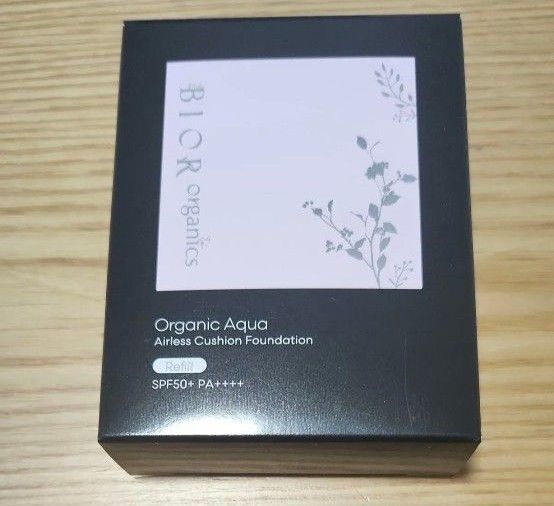 BIOR organics
Organic Aqua
Airless Cushion Foundation
Refill
SPF50+ PA++++